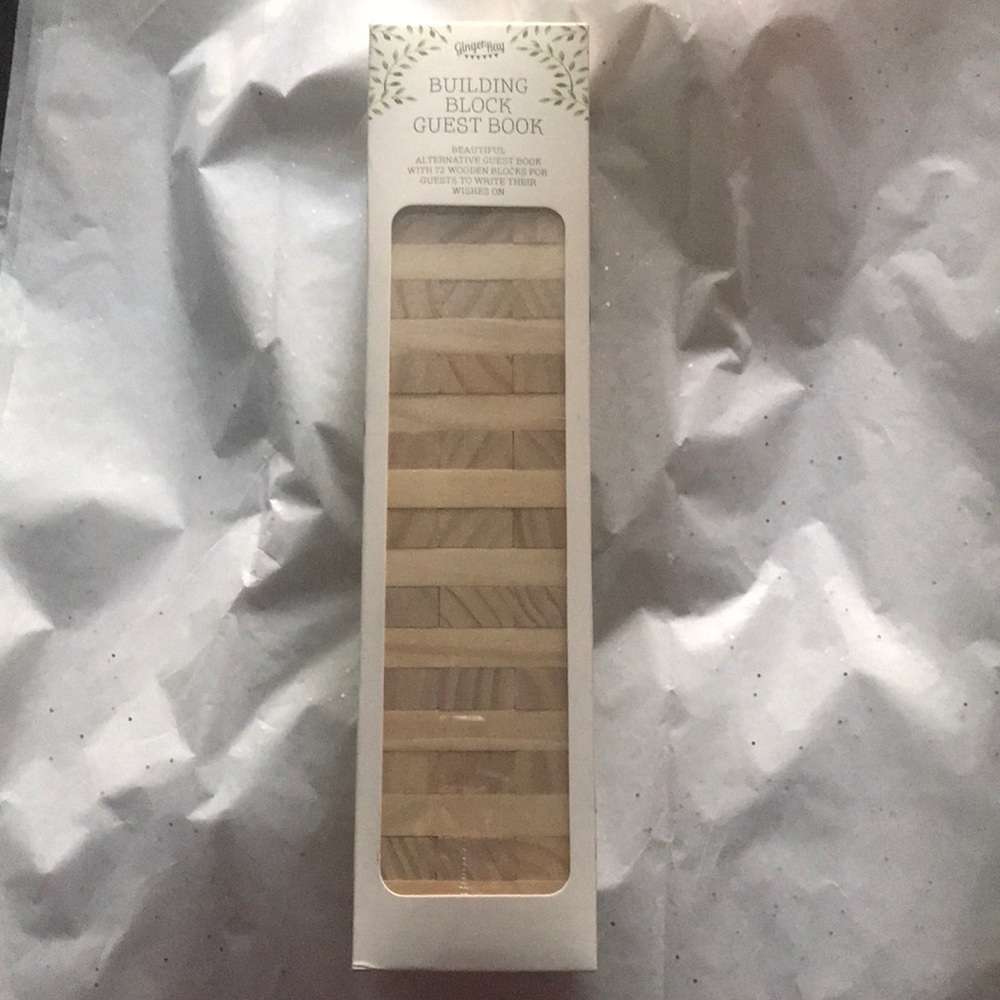 Ginger Ray
BUILDING
BLOCK
GUEST BOOK
BEAUTIFUL
ALTERNATIVE GUEST BOOK
WITH 72 WOODEN BLOCKS FOR
GUESTS TO WRITE THEIR
WISHES ON